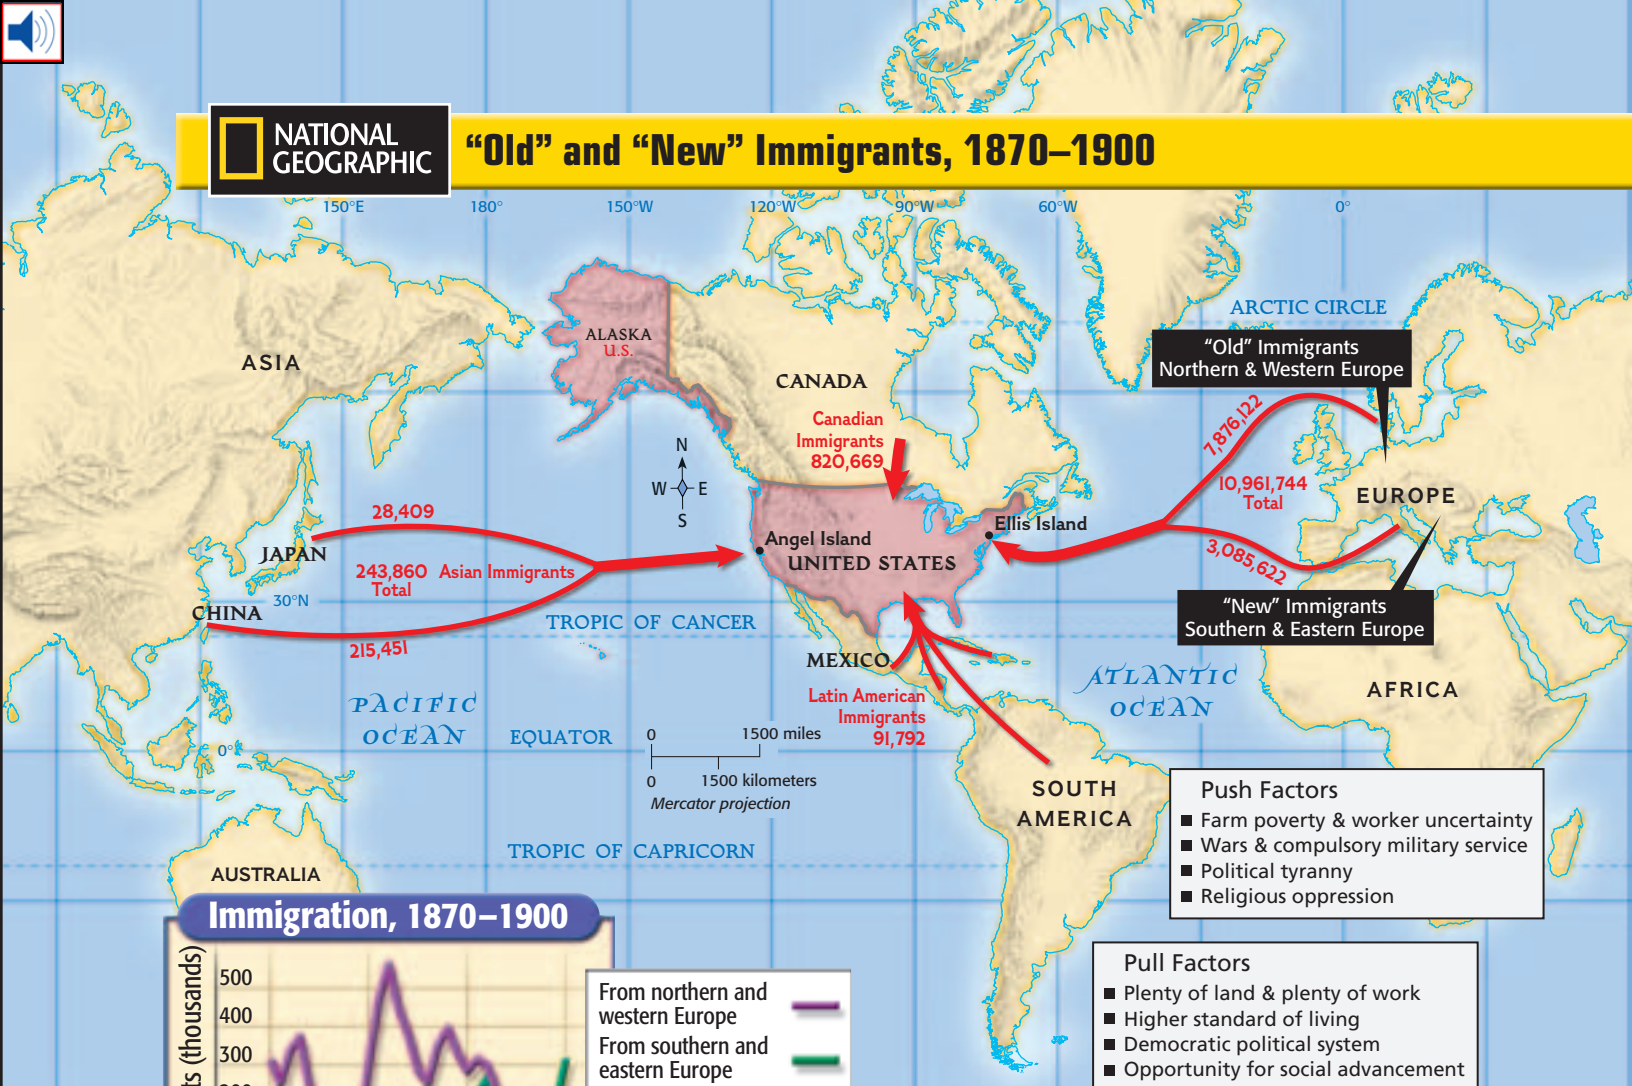 NATIONAL
GEOGRAPHIC
“Old” and “New” Immigrants, 1870–1900
150°E 180° 150°W 120°W 90°W 60°W 0°
ARCTIC CIRCLE
“Old” Immigrants
Northern & Western Europe
ALASKA
U.S.
ASIA
CANADA
Canadian
Immigrants
820,669
7,876,122
10,961,744
Total
EUROPE
N
W E
S
28,409
JAPAN
243,860 Asian Immigrants
Total
Angel Island
UNITED STATES
Ellis Island
3,085,622
30°N
CHINA
215,451
TROPIC OF CANCER
“New” Immigrants
Southern & Eastern Europe
MEXICO
Latin American
Immigrants
91,792
PACIFIC
OCEAN
ATLANTIC
OCEAN
AFRICA
0°
EQUATOR
0 1500 miles
0 1500 kilometers
Mercator projection
SOUTH
AMERICA
TROPIC OF CAPRICORN
AUSTRALIA
Push Factors
■ Farm poverty & worker uncertainty
■ Wars & compulsory military service
■ Political tyranny
■ Religious oppression
Immigration, 1870–1900
(thousands)
500
400
300
From northern and
western Europe
From southern and
eastern Europe
Pull Factors
■ Plenty of land & plenty of work
■ Higher standard of living
■ Democratic political system
■ Opportunity for social advancement